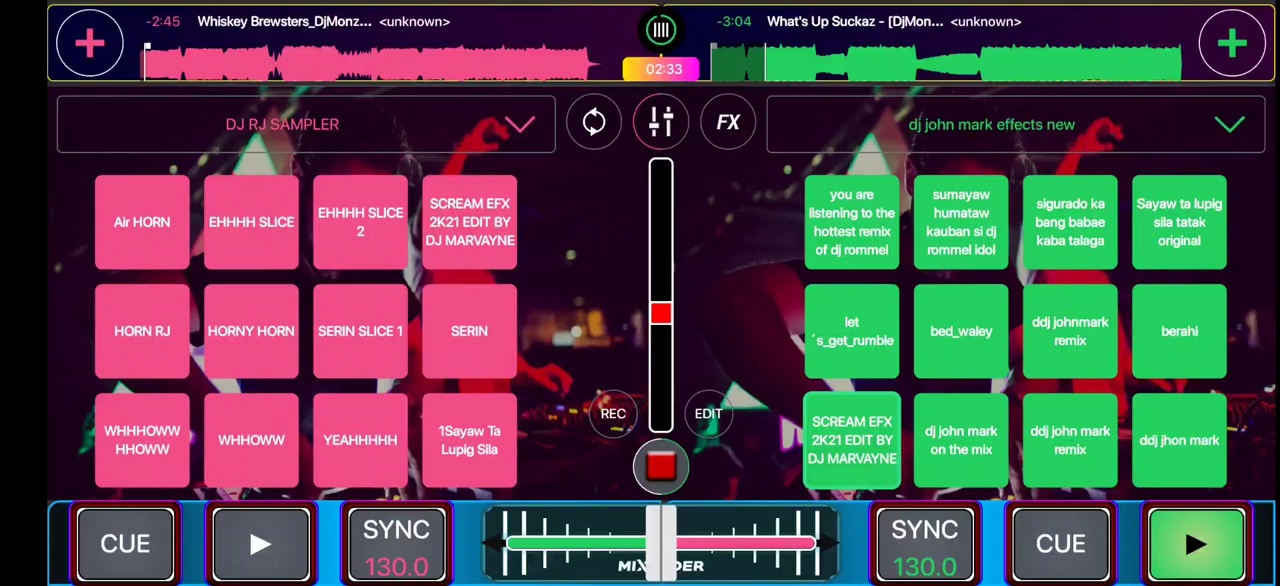 -2:45 Whiskey Brewsters_DjMonz... <unknown>
-3:04 What's Up Suckaz - [DjMon... <unknown>
02:33
DJ RJ SAMPLER
FX
dj john mark effects new
Air HORN
EHHHH SLICE
EHHHH SLICE
2
SCREAM EFX
2K21 EDIT BY
DJ MARVAYNE
HORN RJ
HORNY HORN
SERIN SLICE 1
SERIN
WHHHOWW
HHOWW
WHHOWW
YEAHHHHH
1Sayaw Ta
Lupig Sila
REC
EDIT
you are
listening to the
hottest remix
of dj rommel
sumayaw
humataw
kauban si dj
rommel idol
sigurado ka
bang babae
kaba talaga
Sayaw ta lupig
sila tatak
original
let
´s_get_rumble
bed_waley
ddj johnmark
remix
berahi
SCREAM EFX
2K21 EDIT BY
DJ MARVAYNE
dj john mark
on the mix
ddj john mark
remix
ddj jhon mark
CUE
SYNC
130.0
SYNC
130.0
CUE